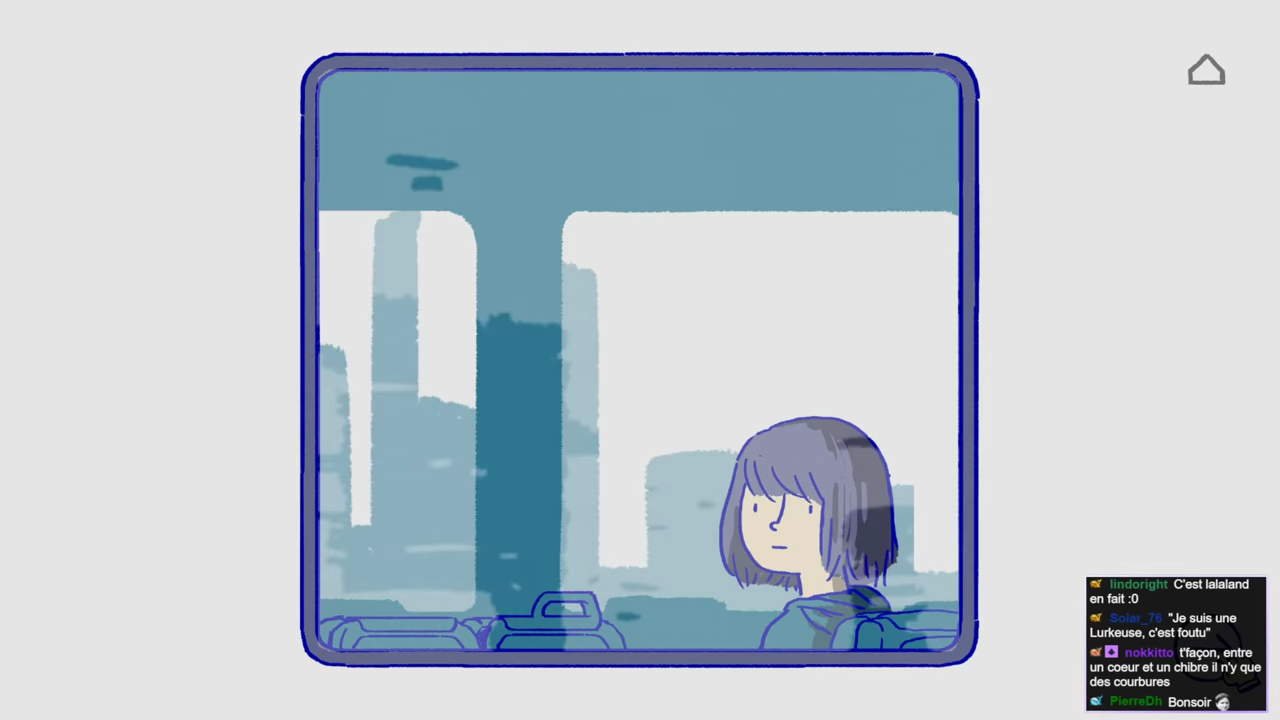 lindoright C'est lalaland
en fait :0
Solar_76 "Je suis une
Lurkeuse, c'est foutu"
nokkitto t'façon, entre
un coeur et un chibre il n'y que
des courbures
PierreDh Bonsoir